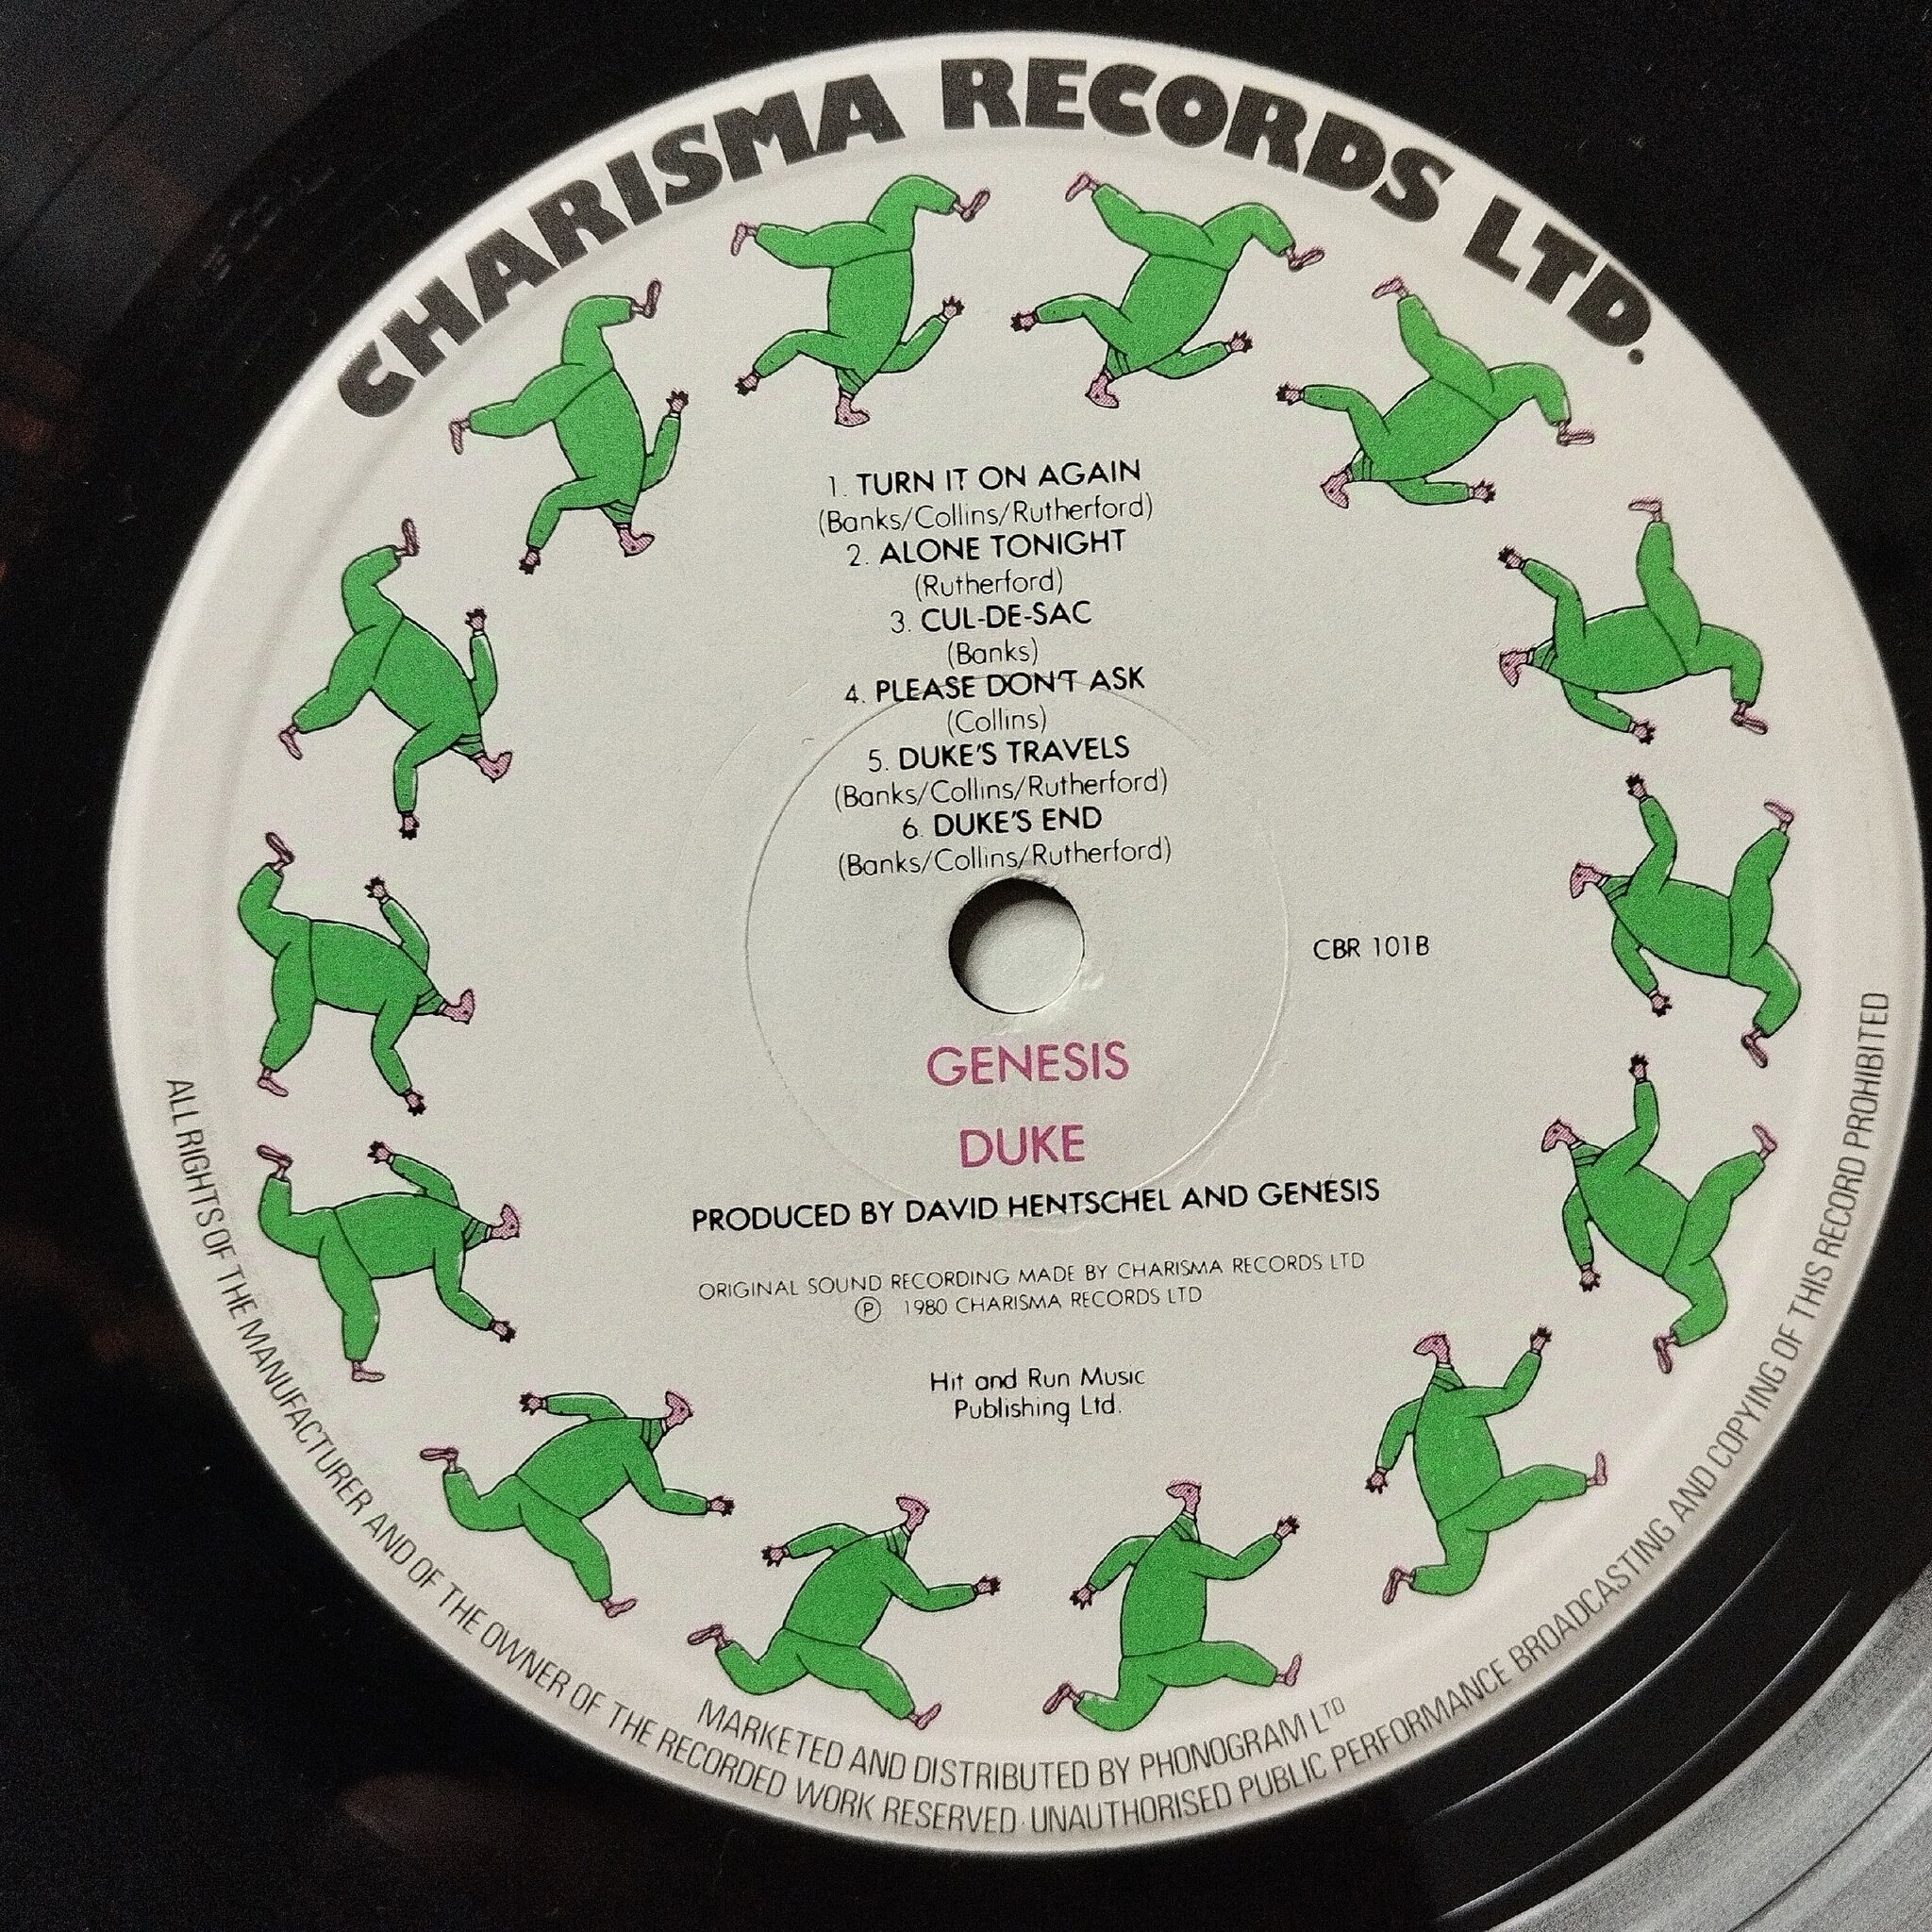 CHARISMA RECORDS LTD.
1. TURN IT ON AGAIN
(Banks/Collins/Rutherford)
2. ALONE TONIGHT
(Rutherford)
3. CUL-DE-SAC
(Banks)
4. PLEASE DON'T ASK
(Collins)
5. DUKE'S TRAVELS
(Banks/Collins/Rutherford)
6. DUKE'S END
(Banks/Collins/Rutherford)
CBR 101B
GENESIS
DUKE
PRODUCED BY DAVID HENTSCHEL AND GENESIS
ORIGINAL SOUND RECORDING MADE BY CHARISMA RECORDS LTD
Ⓟ 1980 CHARISMA RECORDS LTD
Hit and Run Music
Publishing Ltd.
MARKETED AND DISTRIBUTED BY PHONOGRAM LTD
ALL RIGHTS OF THE MANUFACTURER AND OF THE OWNER OF THE RECORDED WORK RESERVED · UNAUTHORISED PUBLIC PERFORMANCE BROADCASTING AND COPYING OF THIS RECORD PROHIBITED